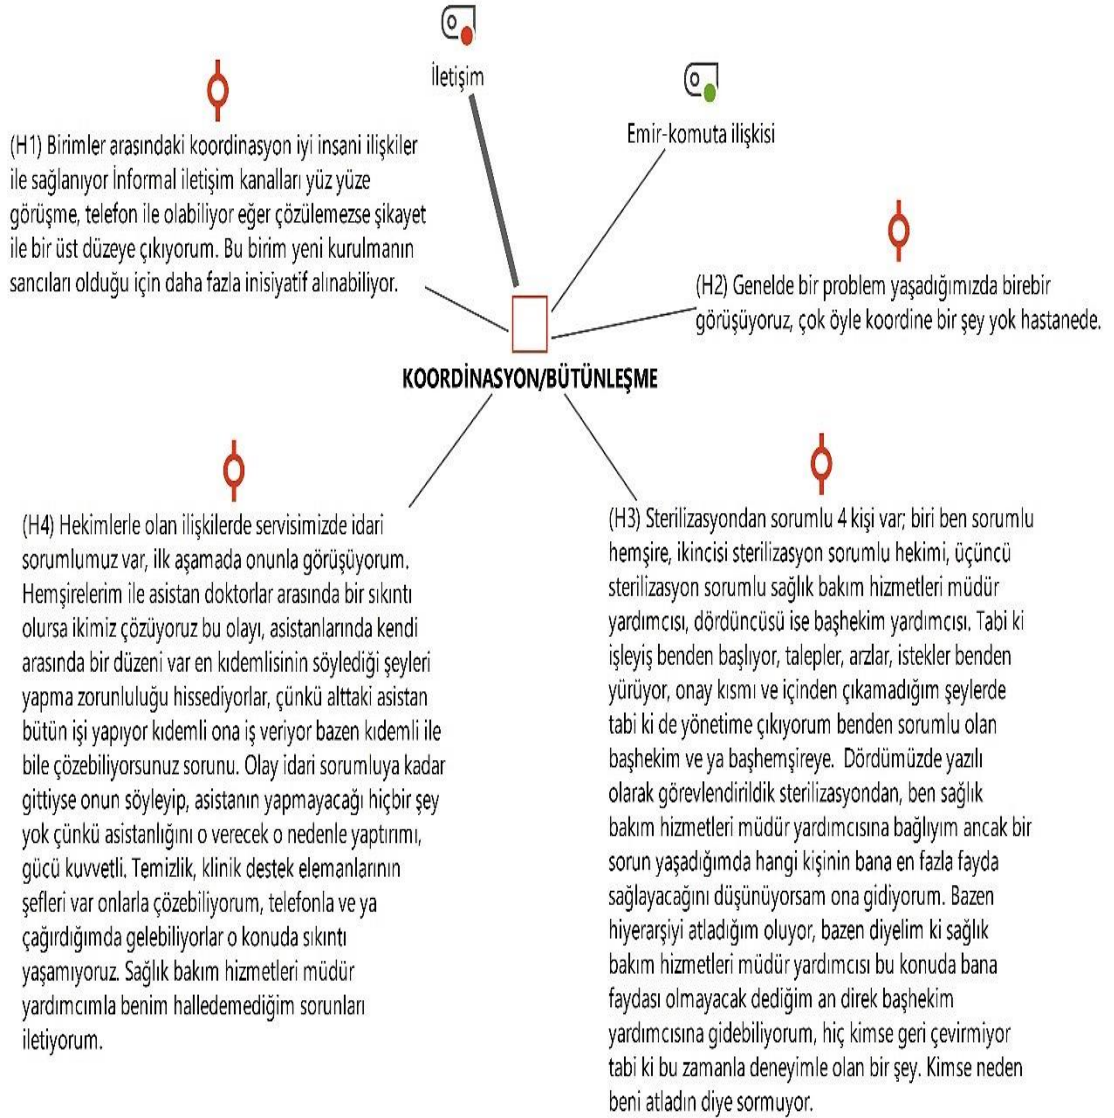 İletişim
Emir-komuta ilişkisi
(H1) Birimler arasındaki koordinasyon iyi insani ilişkiler
ile sağlanıyor İnformal iletişim kanalları yüz yüze
görüşme, telefon ile olabiliyor eğer çözülemezse şikayet
ile bir üst düzeye çıkıyorum. Bu birim yeni kurulmanın
sancıları olduğu için daha fazla inisiyatif alınabiliyor.
(H2) Genelde bir problem yaşadığımızda birebir
görüşüyoruz, çok öyle koordine bir şey yok hastanede.
KOORDİNASYON/BÜTÜNLEŞME
(H4) Hekimlerle olan ilişkilerde servisimizde idari
sorumlumuz var, ilk aşamada onunla görüşüyorum.
Hemşirelerim ile asistan doktorlar arasında bir sıkıntı
olursa ikimiz çözüyoruz bu olayı, asistanlarında kendi
arasında bir düzeni var en kıdemlisinin söylediği şeyleri
yapma zorunluluğu hissediyorlar, çünkü alttaki asistan
bütün işi yapıyor kıdemli ona iş veriyor bazen kıdemli ile
bile çözebiliyorsunuz sorunu. Olay idari sorumluya kadar
gittiyse onun söyleyip, asistanın yapmayacağı hiçbir şey
yok çünkü asistanlığını o verecek o nedenle yaptırımı,
gücü kuvvetli. Temizlik, klinik destek elemanlarının
şefleri var onlarla çözebiliyorum, telefonla ve ya
çağırdığımda gelebiliyorlar o konuda sıkıntı
yaşamıyoruz. Sağlık bakım hizmetleri müdür
yardımcımla benim halledemediğim sorunları
iletiyorum.
(H3) Sterilizasyondan sorumlu 4 kişi var; biri ben sorumlu
hemşire, ikincisi sterilizasyon sorumlu hekimi, üçüncü
sterilizasyon sorumlu sağlık bakım hizmetleri müdür
yardımcısı, dördüncüsü ise başhekim yardımcısı. Tabi ki
işleyiş benden başlıyor, talepler, arzlar, istekler benden
yürüyor, onay kısmı ve içinden çıkamadığım şeylerde
tabi ki de yönetime çıkıyorum benden sorumlu olan
başhekim ve ya başhemşireye. Dördümüzde yazılı
olarak görevlendirildik sterilizasyondan, ben sağlık
bakım hizmetleri müdür yardımcısına bağlıyım ancak bir
sorun yaşadığımda hangi kişinin bana en fazla fayda
sağlayacağını düşünüyorsam ona gidiyorum. Bazen
hiyerarşiyi atladığım oluyor, bazen diyelim ki sağlık
bakım hizmetleri müdür yardımcısı bu konuda bana
faydası olmayacak dediğim an direk başhekim
yardımcısına gidebiliyorum, hiç kimse geri çevirmiyor
tabi ki bu zamanla deneyimle olan bir şey. Kimse neden
beni atladın diye sormuyor.